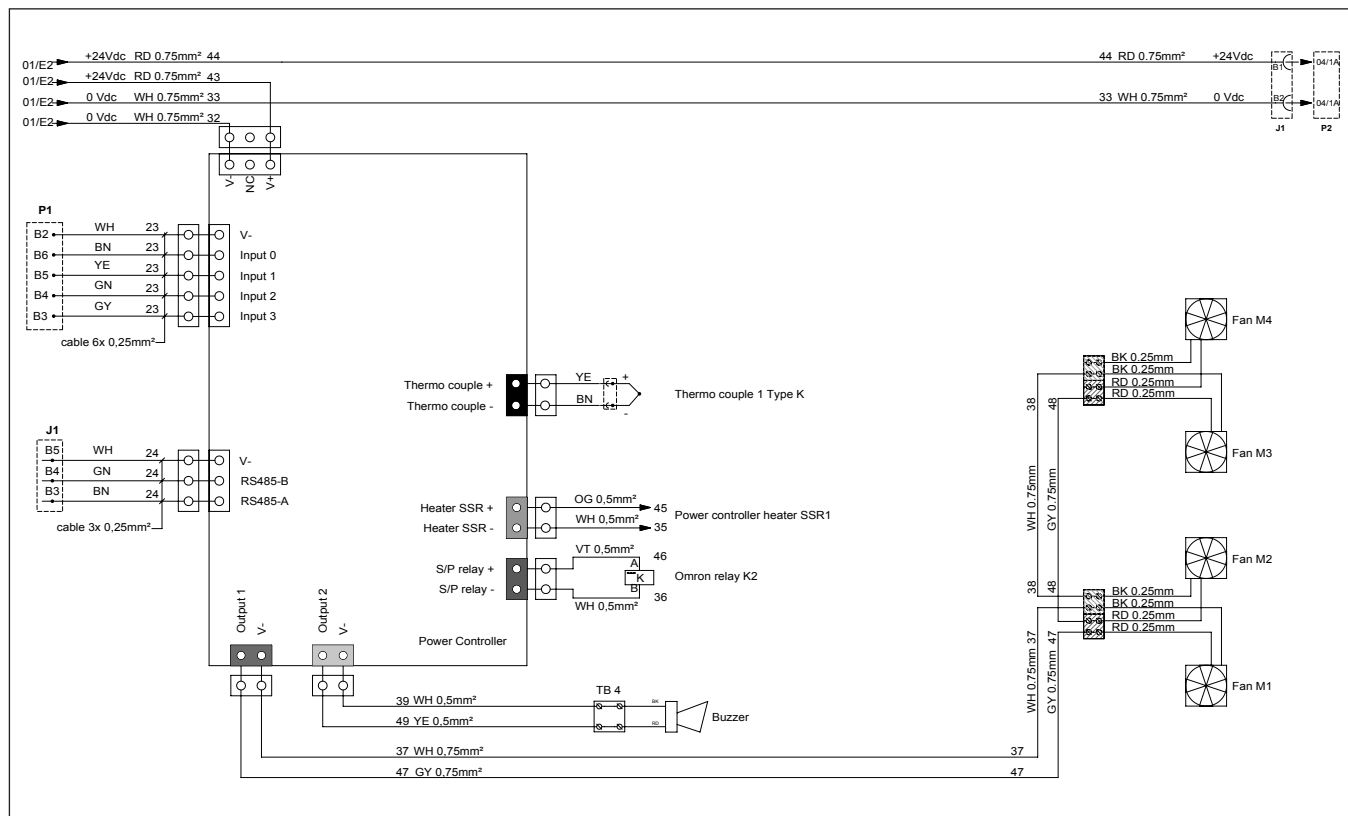 +24Vdc RD 0.75mm² 44
44 RD 0.75mm² +24Vdc
01/E2
B1
04/1A
+24Vdc RD 0.75mm² 43
01/E2
0 Vdc WH 0.75mm² 33
33 WH 0.75mm² 0 Vdc
01/E2
B2
04/1A
0 Vdc WH 0.75mm² 32
01/E2
J1
P2
V-
NC
V+
P1
B2 WH 23 V-
B6 BN 23 Input 0
B5 YE 23 Input 1
B4 GN 23 Input 2
B3 GY 23 Input 3
cable 6x 0,25mm²
Fan M4
BK 0.25mm
BK 0.25mm
RD 0.25mm
RD 0.25mm
Thermo couple + YE +
Thermo couple 1 Type K
Thermo couple - BN -
38
48
Fan M3
J1
B5 WH 24 V-
B4 GN 24 RS485-B
B3 BN 24 RS485-A
cable 3x 0,25mm²
Heater SSR + OG 0,5mm² 45
Power controller heater SSR1
Heater SSR - WH 0,5mm² 35
WH 0.75mm
GY 0.75mm
S/P relay + VT 0,5mm² A 46
K
Omron relay K2
S/P relay - WH 0,5mm² B 36
Fan M2
38
48
BK 0.25mm
BK 0.25mm
RD 0.25mm
RD 0.25mm
Output 1
V-
Output 2
V-
Power Controller
WH 0.75mm 37
GY 0.75mm 47
Fan M1
TB 4
39 WH 0,5mm² BK
Buzzer
49 YE 0,5mm² RD
37 WH 0,75mm² 37
47 GY 0,75mm² 47